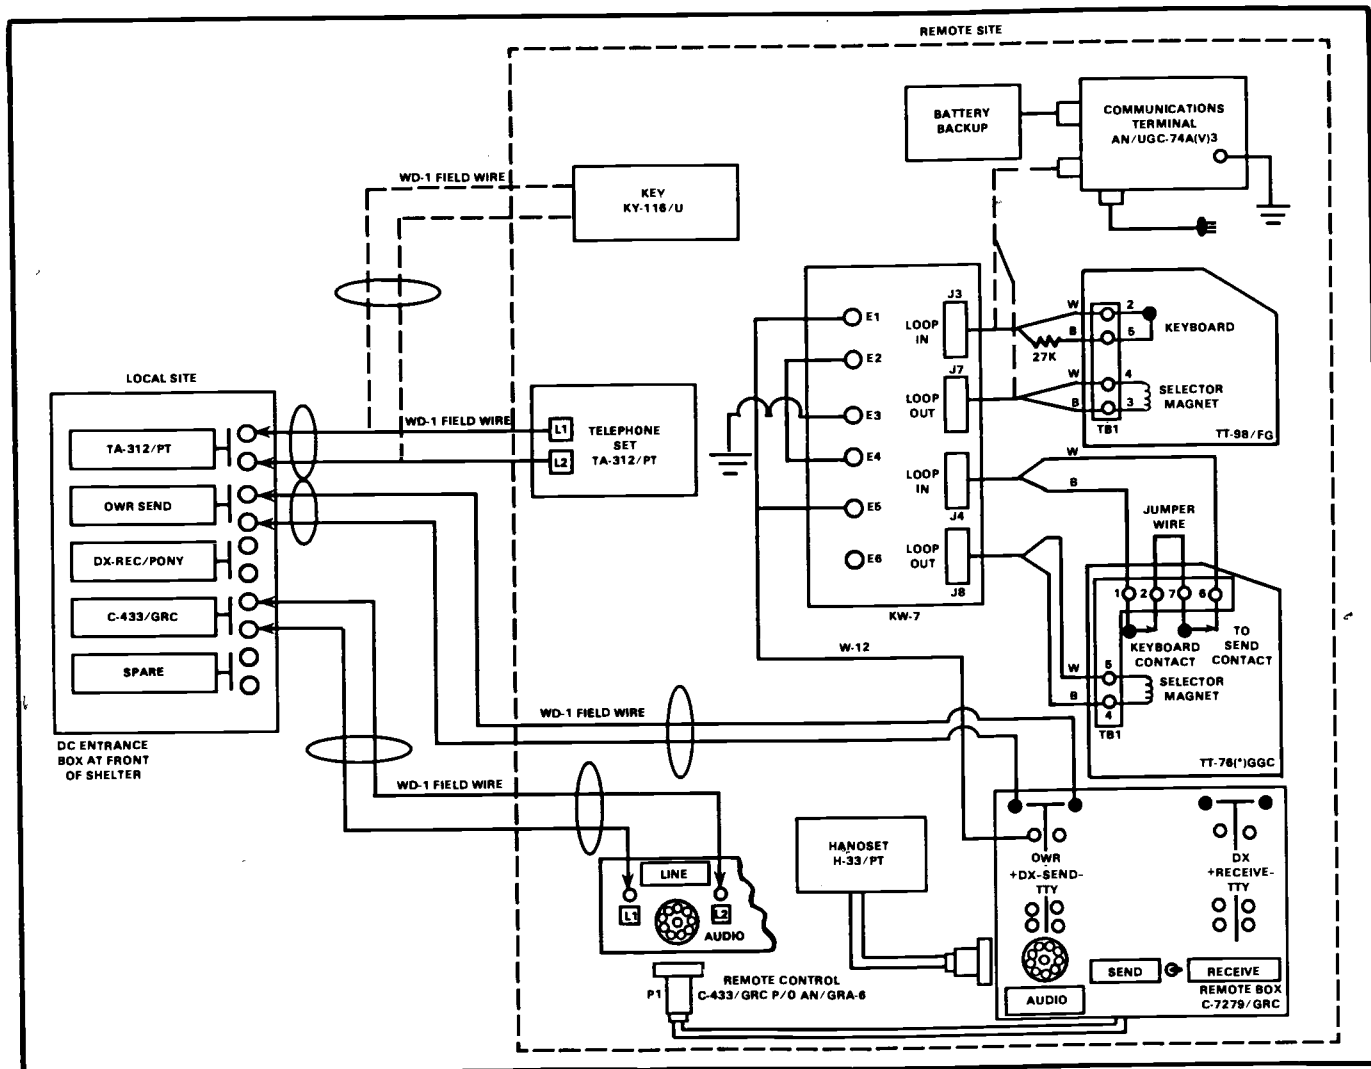 REMOTE SITE
BATTERY
BACKUP
COMMUNICATIONS
TERMINAL
AN/UGC-74A(V)3
WD-1 FIELD WIRE
KEY
KY-116/U
LOCAL SITE
TA-312/PT
OWR SEND
DX-REC/PONY
C-433/GRC
SPARE
DC ENTRANCE
BOX AT FRONT
OF SHELTER
WD-1 FIELD WIRE
L1
L2
TELEPHONE
SET
TA-312/PT
E1
E2
E3
E4
E5
E6
J3
LOOP
IN
J7
LOOP
OUT
LOOP
IN
J4
LOOP
OUT
J8
KW-7
W
B
27K
W
B
2
5
4
3
TB1
KEYBOARD
SELECTOR
MAGNET
TT-98/FG
W
B
JUMPER
WIRE
1
2
7
6
KEYBOARD
CONTACT
TO
SEND
CONTACT
W
B
5
4
TB1
SELECTOR
MAGNET
TT-76(*)GGC
W-12
WD-1 FIELD WIRE
WD-1 FIELD WIRE
LINE
L1
L2
AUDIO
P1
REMOTE CONTROL
C-433/GRC P/O AN/GRA-6
HANOSET
H-33/PT
OWR
+DX-SEND-
TTY
DX
+RECEIVE-
TTY
AUDIO
SEND
RECEIVE
REMOTE BOX
C-7279/GRC